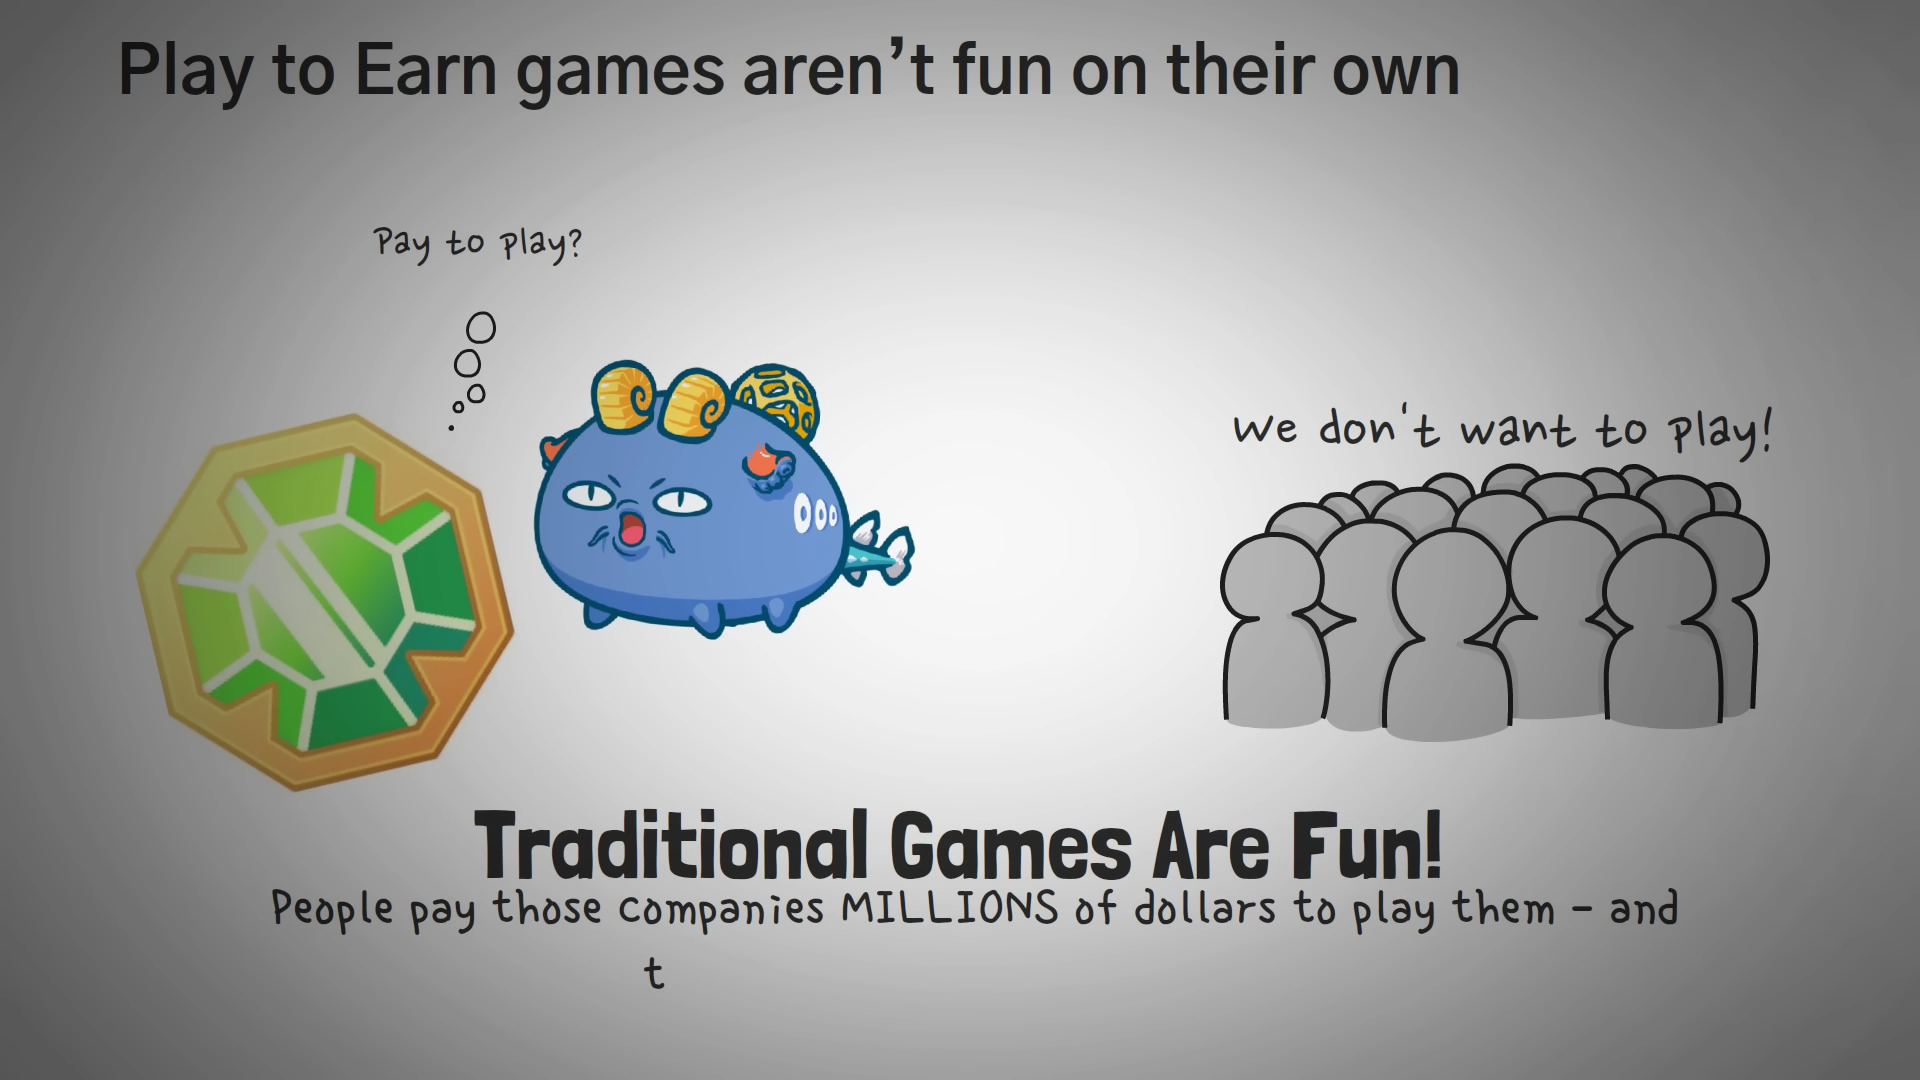 Play to Earn games aren’t fun on their own
Pay to play?
We don't want to play!
Traditional Games Are Fun!
People pay those companies MILLIONS of dollars to play them - and
t